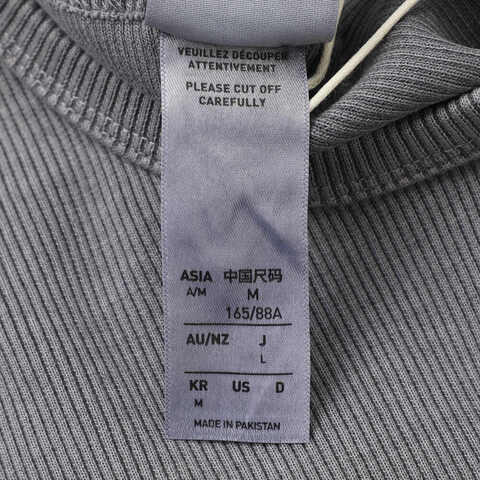 VEUILLEZ DÉCOUPER
ATTENTIVEMENT
PLEASE CUT OFF
CAREFULLY
ASIA 中国尺码
A/M M
165/88A
AU/NZ J
L
KR US D
M
MADE IN PAKISTAN